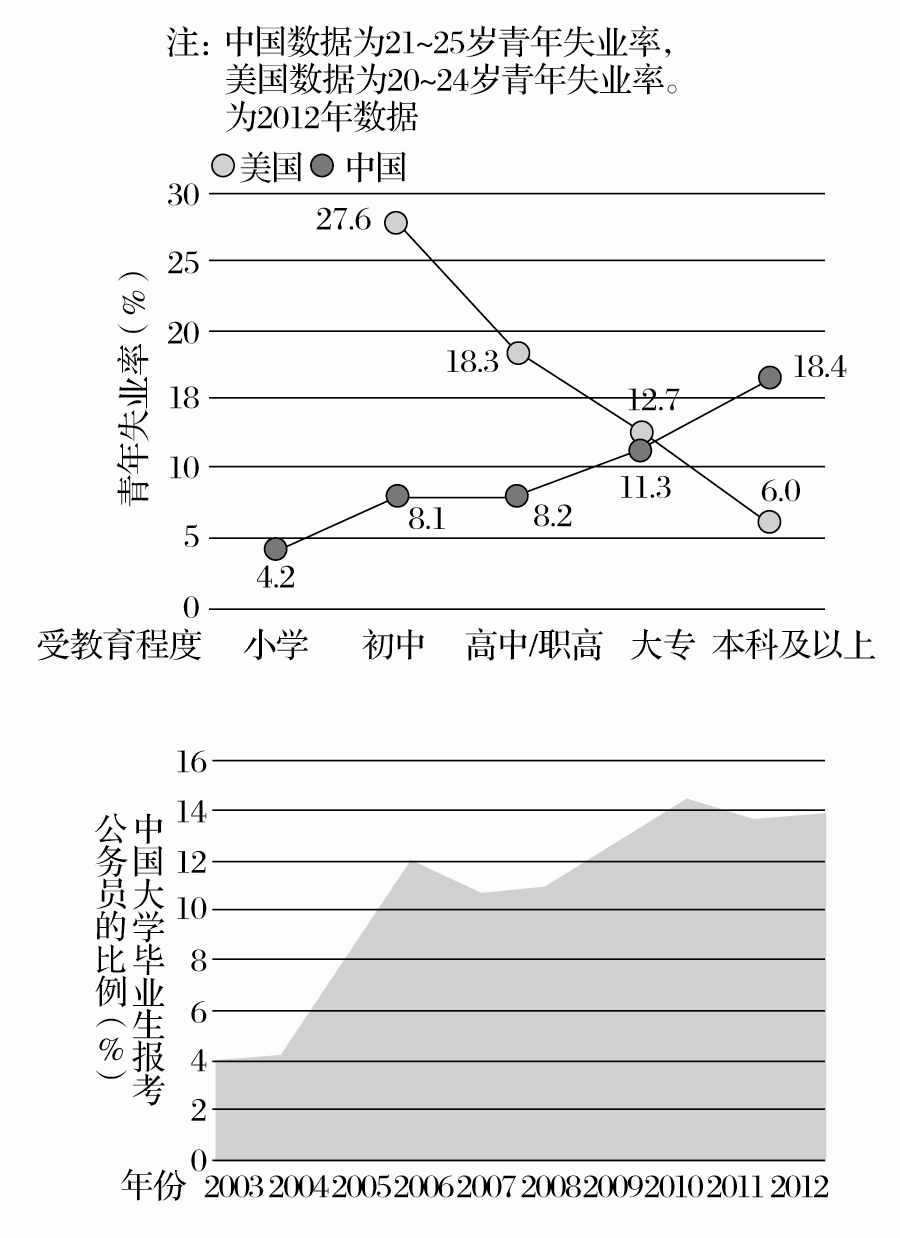 注：中国数据为21~25岁青年失业率，
美国数据为20~24岁青年失业率。
为2012年数据
美国 中国
青年失业率(%)
30
25
20
18
10
5
0
27.6
18.3
12.7
18.4
11.3
6.0
8.1
8.2
4.2
受教育程度 小学 初中 高中/职高 大专 本科及以上
中国大学毕业生报考
公务员的比例(%)
16
14
12
10
8
6
4
2
0
年份 2003 2004 2005 2006 2007 2008 2009 2010 2011 2012